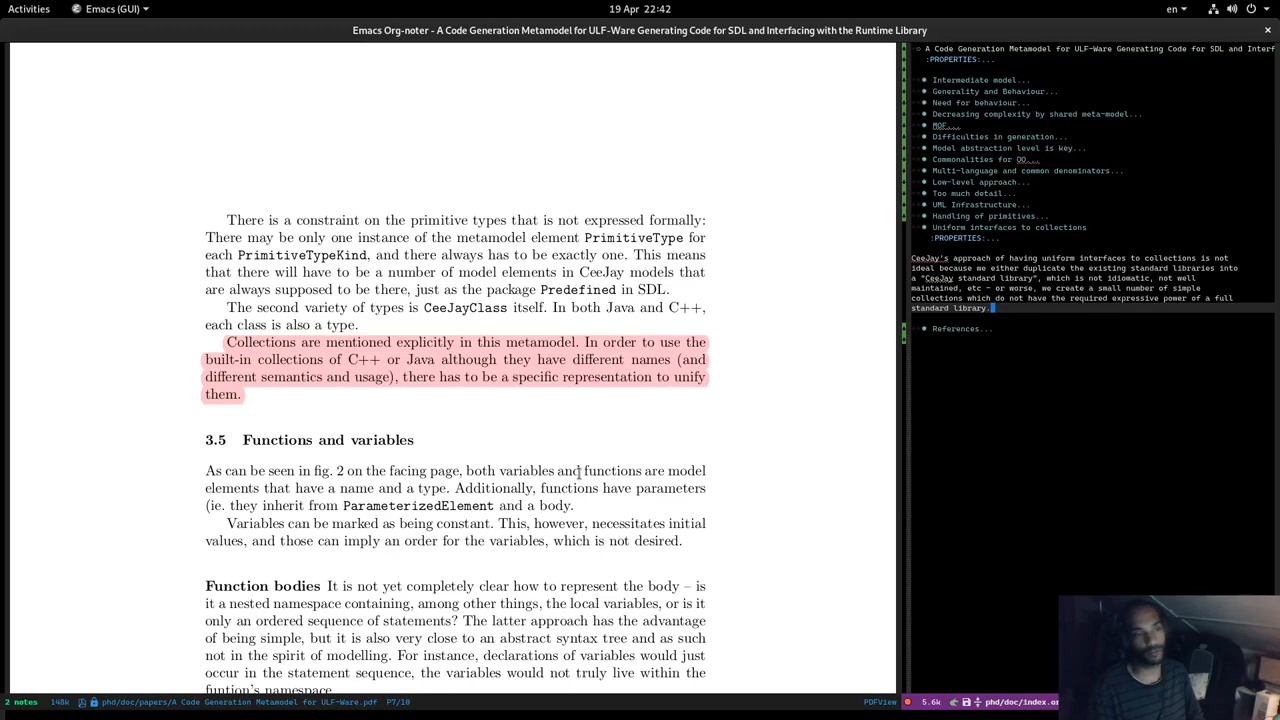 Activities
Emacs (GUI)
19 Apr 22:42
en
Emacs Org-noter - A Code Generation Metamodel for ULF-Ware Generating Code for SDL and Interfacing with the Runtime Library
There is a constraint on the primitive types that is not expressed formally:
There may be only one instance of the metamodel element PrimitiveType for
each PrimitiveTypeKind, and there always has to be exactly one. This means
that there will have to be a number of model elements in CeeJay models that
are always supposed to be there, just as the package Predefined in SDL.
The second variety of types is CeeJayClass itself. In both Java and C++,
each class is also a type.
Collections are mentioned explicitly in this metamodel. In order to use the
built-in collections of C++ or Java although they have different names (and
different semantics and usage), there has to be a specific representation to unify
them.
3.5 Functions and variables
As can be seen in fig. 2 on the facing page, both variables and functions are model
elements that have a name and a type. Additionally, functions have parameters
(ie. they inherit from ParameterizedElement and a body.
Variables can be marked as being constant. This, however, necessitates initial
values, and those can imply an order for the variables, which is not desired.
Function bodies It is not yet completely clear how to represent the body – is
it a nested namespace containing, among other things, the local variables, or is it
only an ordered sequence of statements? The latter approach has the advantage
of being simple, but it is also very close to an abstract syntax tree and as such
not in the spirit of modelling. For instance, declarations of variables would just
occur in the statement sequence, the variables would not truly live within the
funtion's namespace.
2 notes 148k phd/doc/papers/A Code Generation Metamodel for ULF-Ware.pdf P7/10 PDFView
A Code Generation Metamodel for ULF-Ware Generating Code for SDL and Interf
:PROPERTIES:...
Intermediate model...
Generality and Behaviour...
Need for behaviour...
Decreasing complexity by shared meta-model...
MOF...
Difficulties in generation...
Model abstraction level is key...
Commonalities for OO...
Multi-language and common denominators...
Low-level approach...
Too much detail...
UML Infrastructure...
Handling of primitives...
Uniform interfaces to collections
:PROPERTIES:...
CeeJay's approach of having uniform interfaces to collections is not
ideal because we either duplicate the existing standard libraries into
a "CeeJay standard library", which is not idiomatic, not well
maintained, etc - or worse, we create a small number of simple
collections which do not have the required expressive power of a full
standard library.
References...
5.6k phd/doc/index.or